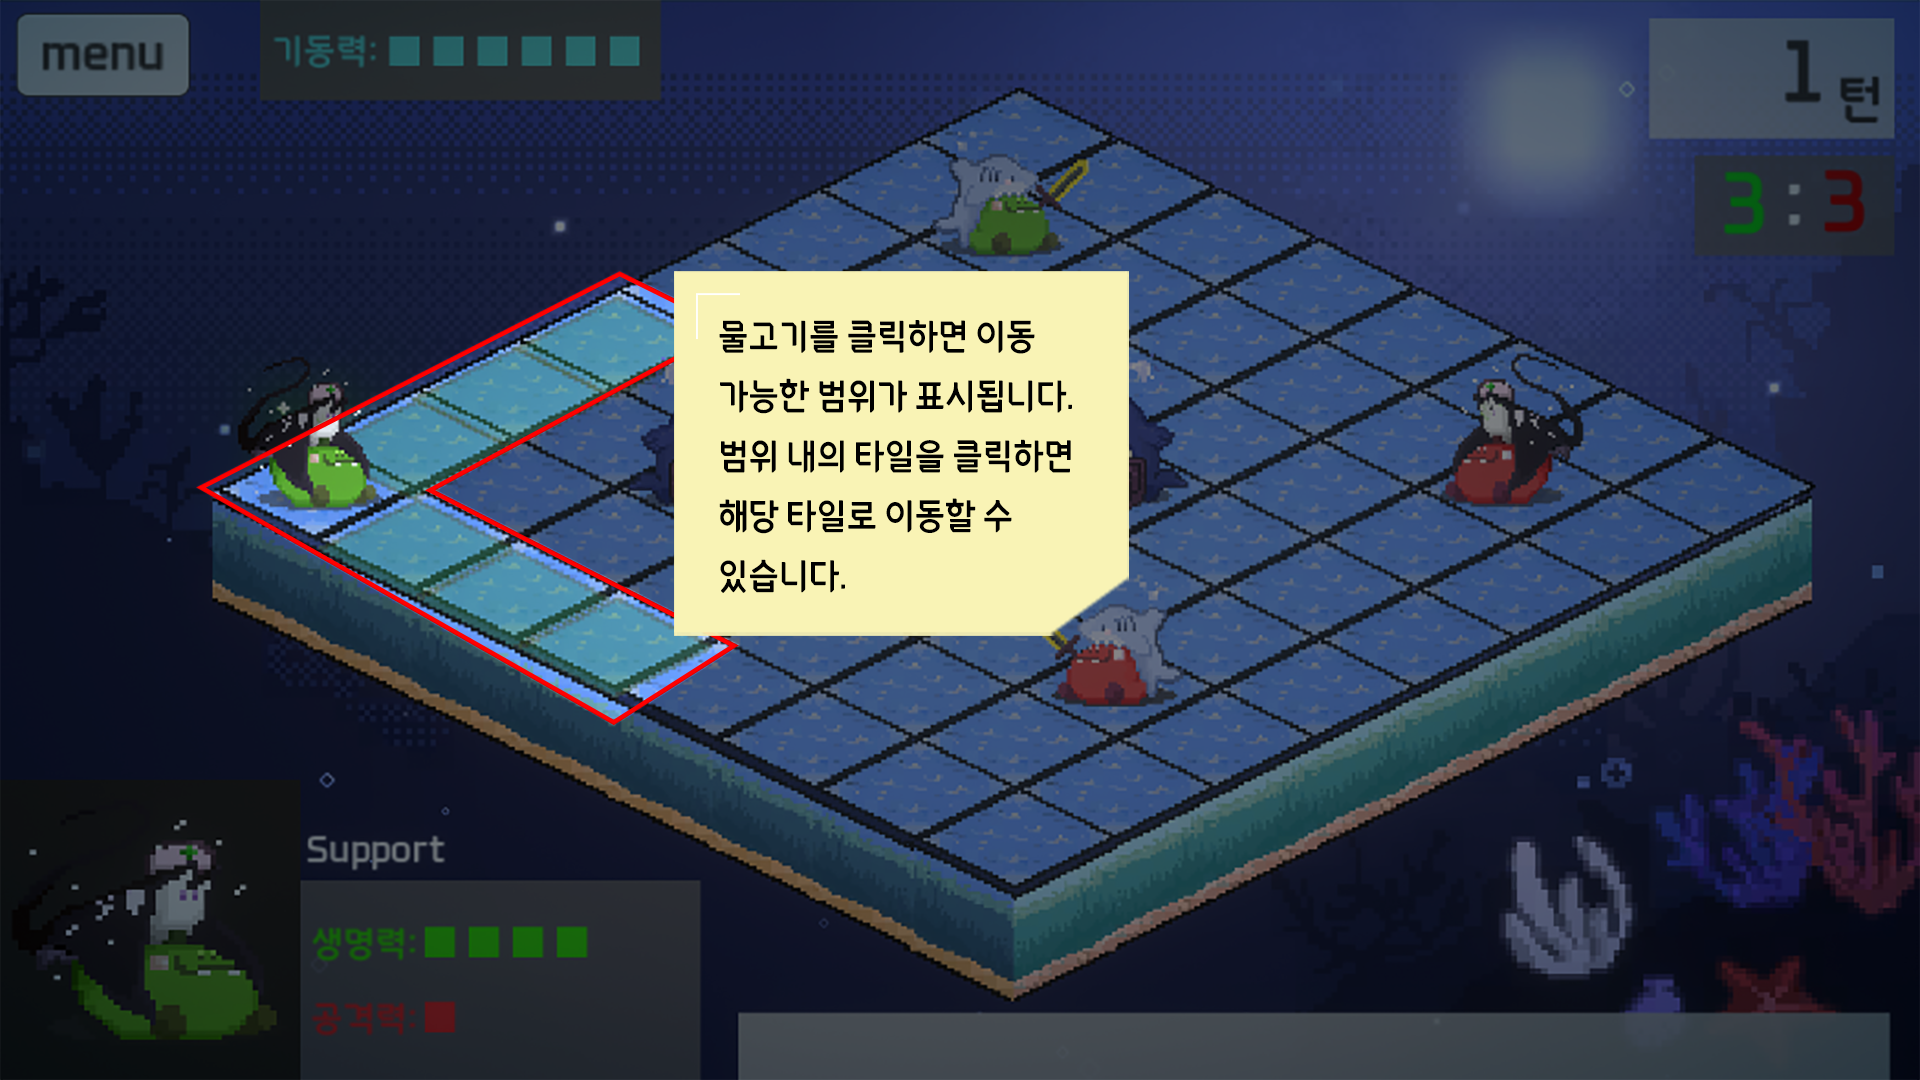 menu
기동력:
1 턴
3 : 3
물고기를 클릭하면 이동
가능한 범위가 표시됩니다.
범위 내의 타일을 클릭하면
해당 타일로 이동할 수
있습니다.
Support
생명력:
공격력: